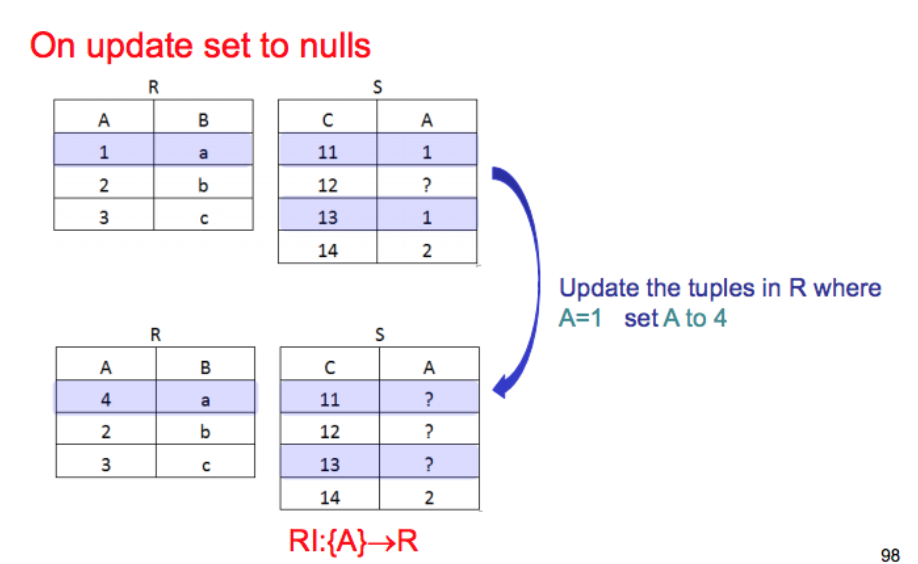 On update set to nulls
R S
A B C A
1 a 11 1
2 b 12 ?
3 c 13 1
14 2
Update the tuples in R where
A=1 set A to 4
R S
A B C A
4 a 11 ?
2 b 12 ?
3 c 13 ?
14 2
RI:{A}→R
98